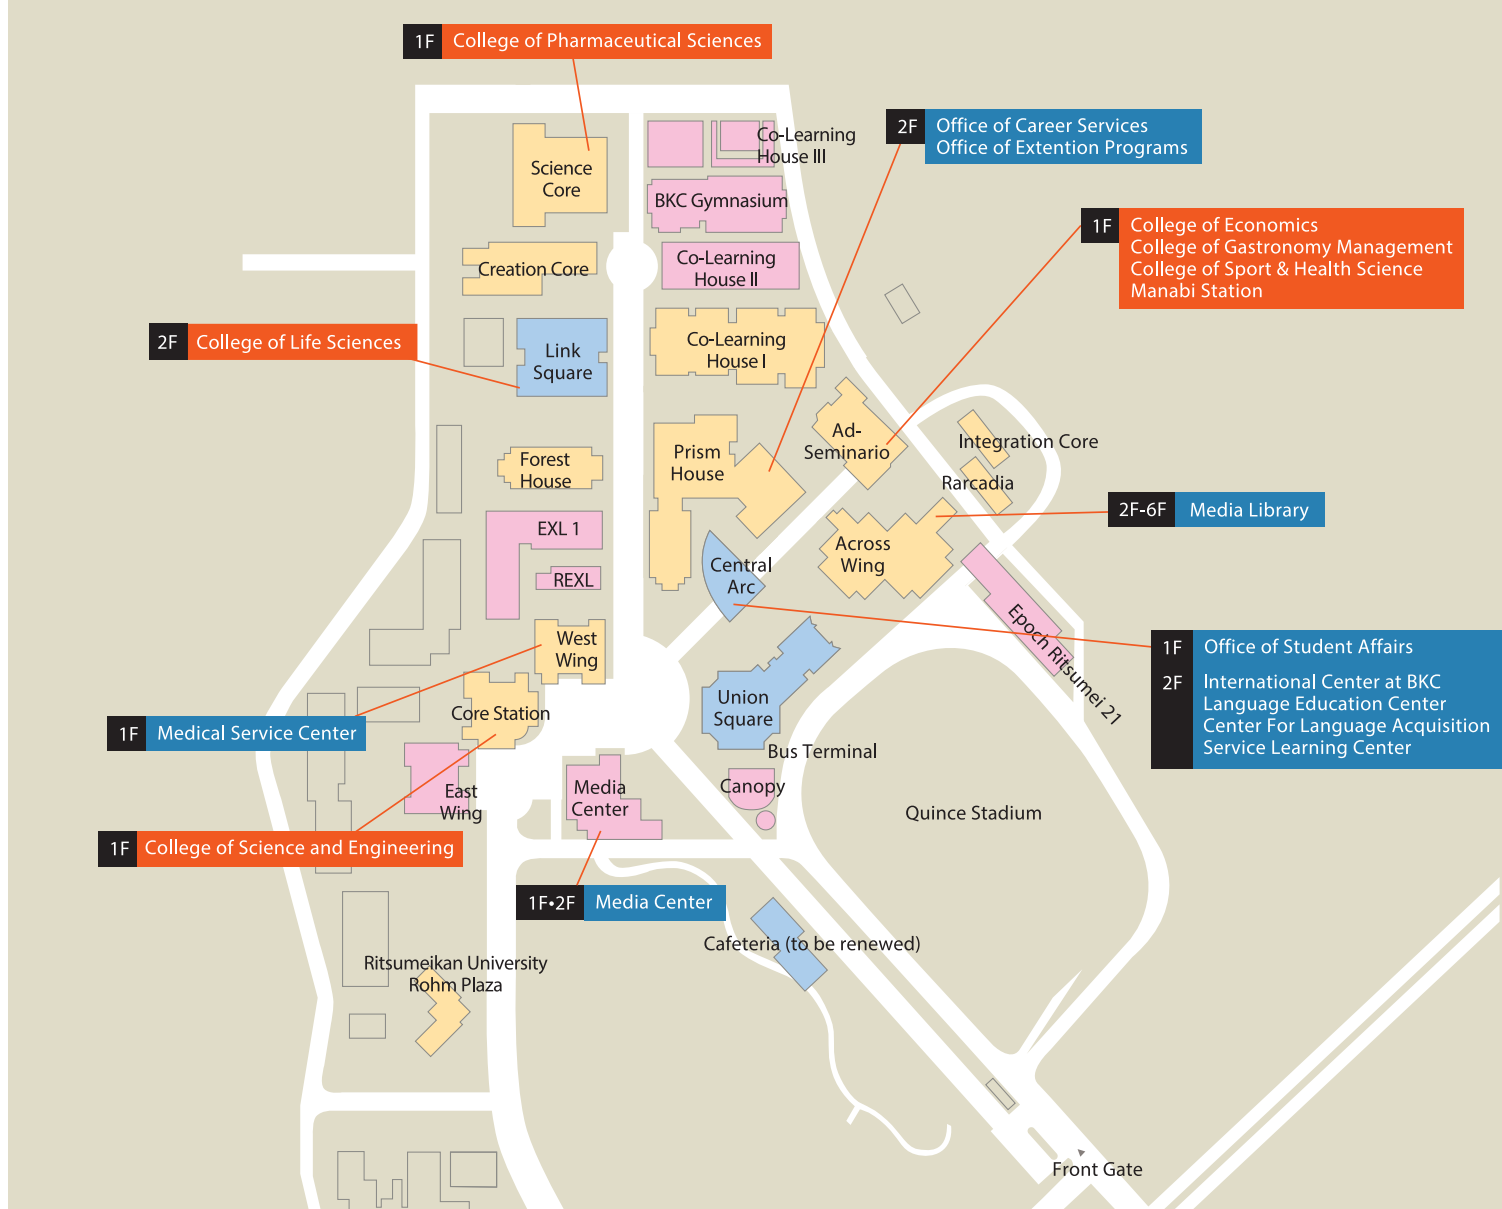 1F College of Pharmaceutical Sciences
Co-Learning
House III
2F Office of Career Services
Office of Extention Programs
Science
Core
BKC Gymnasium
1F College of Economics
College of Gastronomy Management
College of Sport & Health Science
Manabi Station
Creation Core
Co-Learning
House II
2F College of Life Sciences
Link
Square
Co-Learning
House I
Ad-
Seminario
Integration Core
Forest
House
Prism
House
Rarcadia
2F-6F Media Library
EXL 1
REXL
Central
Arc
Across
Wing
Epoch Ritsumei 21
West
Wing
1F Office of Student Affairs
2F International Center at BKC
Language Education Center
Center For Language Acquisition
Service Learning Center
Core Station
Union
Square
1F Medical Service Center
Bus Terminal
East
Wing
Media
Center
Canopy
Quince Stadium
1F College of Science and Engineering
1F•2F Media Center
Cafeteria (to be renewed)
Ritsumeikan University
Rohm Plaza
Front Gate